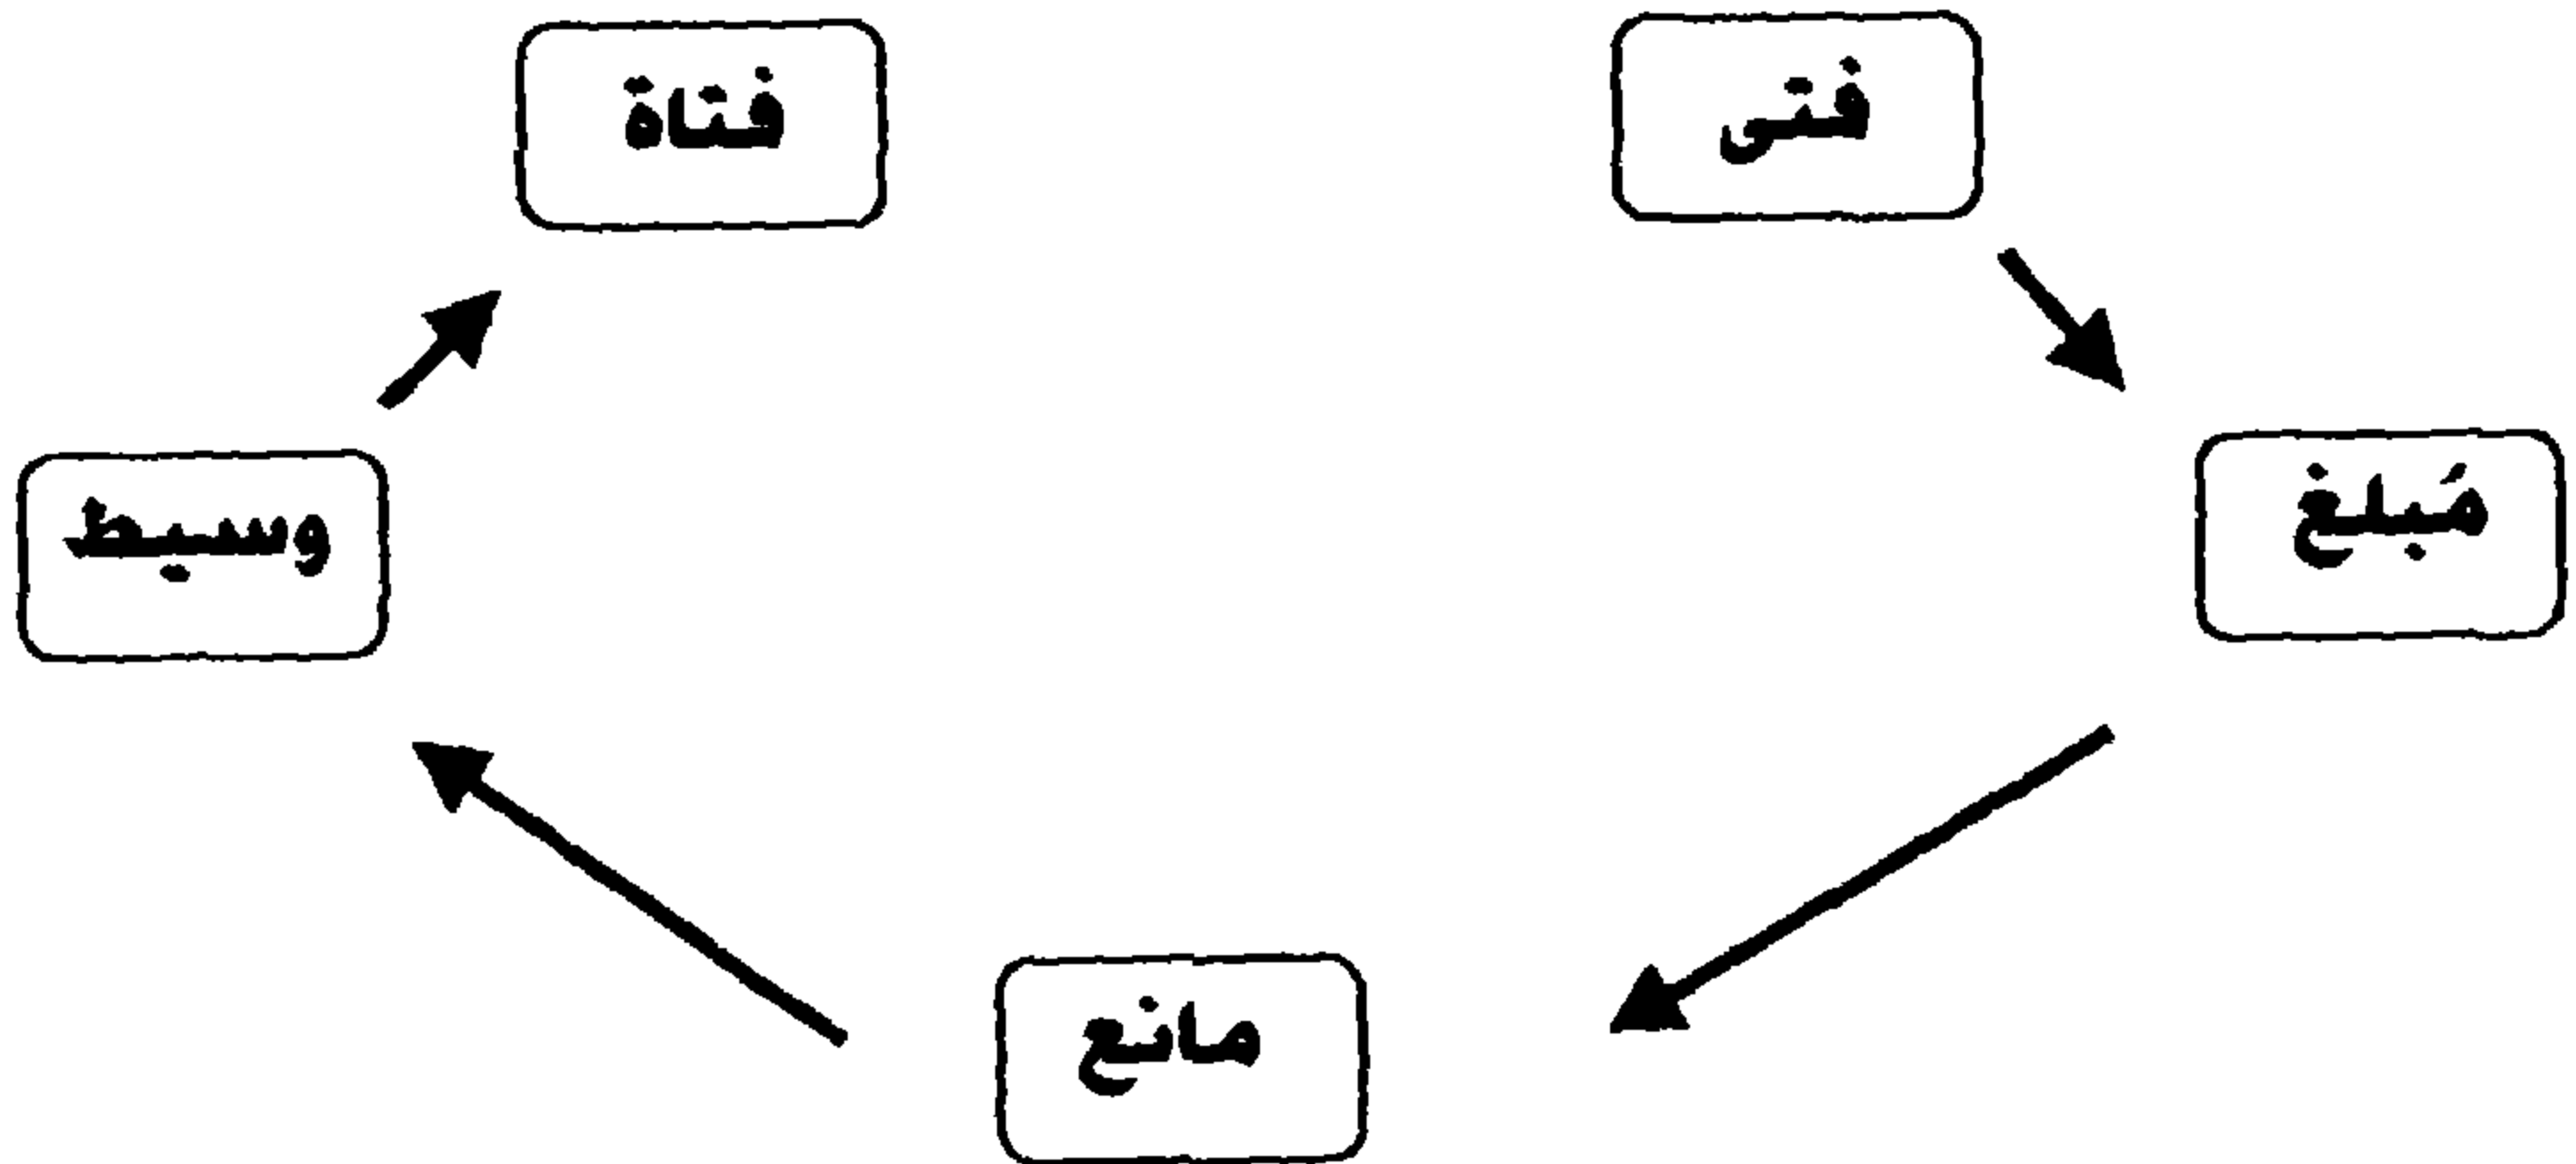 فتى
فتاة
مَبلغ
وسيط
مانع